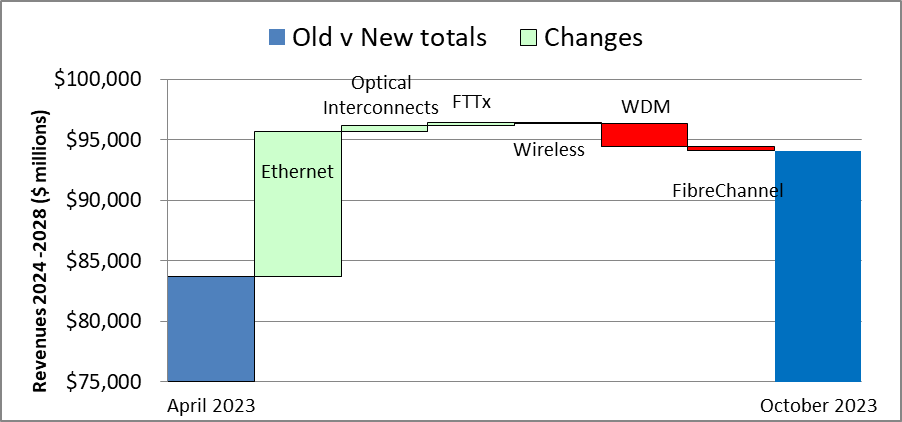 Old v New totals
Changes
Revenues 2024 -2028 ($ millions)
$100,000
$95,000
$90,000
$85,000
$80,000
$75,000
Optical
Interconnects
FTTx
WDM
Ethernet
Wireless
FibreChannel
April 2023
October 2023